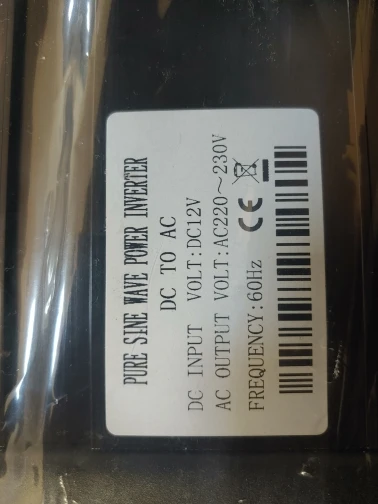 PURE SINE WAVE POWER INVERTER
DC TO AC
DC INPUT VOLT:DC12V
AC OUTPUT VOLT:AC220~230V
FREQUENCY:60Hz CE